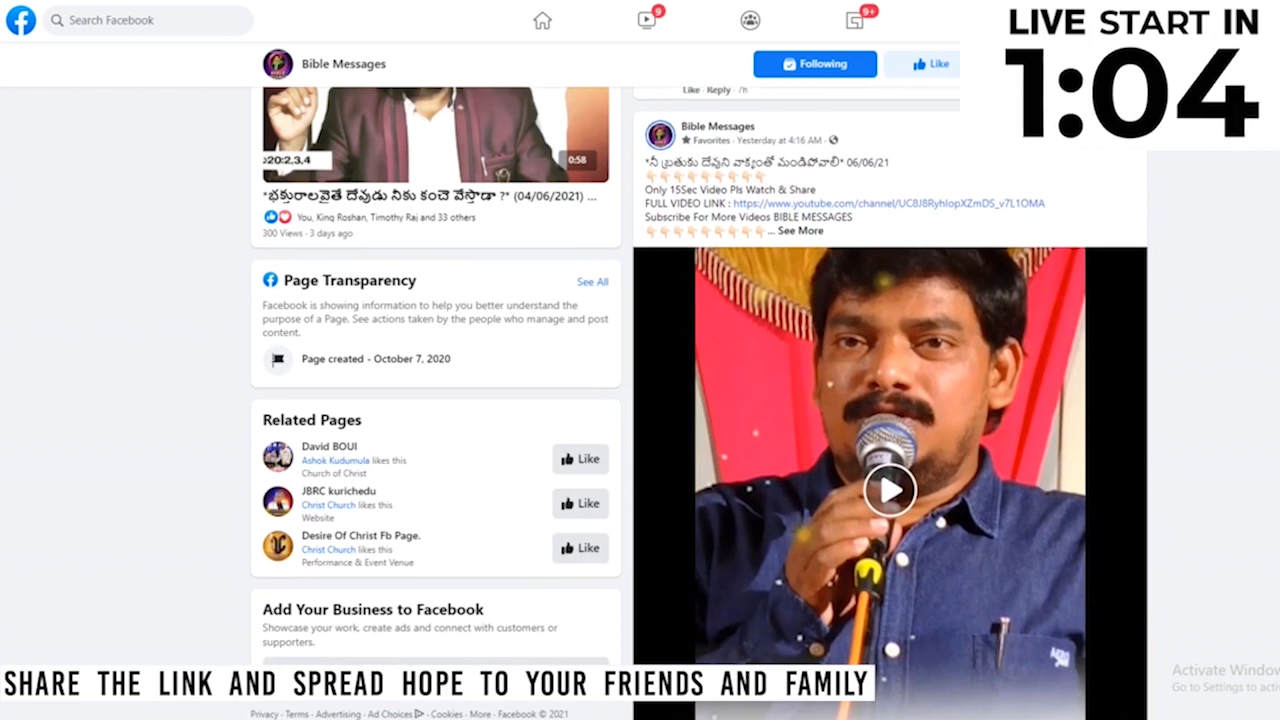 Search Facebook
9
9+
LIVE START IN
1:04
Bible Messages
Following
Like
20:2,3,4
0:58
*భక్తురాలవైతే దేవుడు నీకు కంచె వేస్తాడా ?* (04/06/2021) ...
You, King Roshan, Timothy Raj and 33 others
300 Views · 3 days ago
Page Transparency
See All
Facebook is showing information to help you better understand the
purpose of a Page. See actions taken by the people who manage and post
content.
Page created - October 7, 2020
Related Pages
David BOUI
Ashok Kudumula likes this
Church of Christ
Like
JBRC kurichedu
Christ Church likes this
Website
Like
Desire Of Christ Fb Page.
Christ Church likes this
Performance & Event Venue
Like
Add Your Business to Facebook
Showcase your work, create ads and connect with customers or
supporters.
Like · Reply · 7h
Bible Messages
Favorites · Yesterday at 4:16 AM ·
*నీ బ్రతుకు దేవుని వాక్యంతో మండిపోవాలి* 06/06/21
Only 15Sec Video Pls Watch & Share
FULL VIDEO LINK : https://www.youtube.com/channel/UC8J8RyhIopXZmDS_v7L1OMA
Subscribe For More Videos BIBLE MESSAGES
... See More
SHARE THE LINK AND SPREAD HOPE TO YOUR FRIENDS AND FAMILY
Activate Window
Go to Settings to acti
Privacy · Terms · Advertising · Ad Choices · Cookies · More · Facebook © 2021